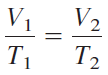 V₁/T₁ = V₂/T₂